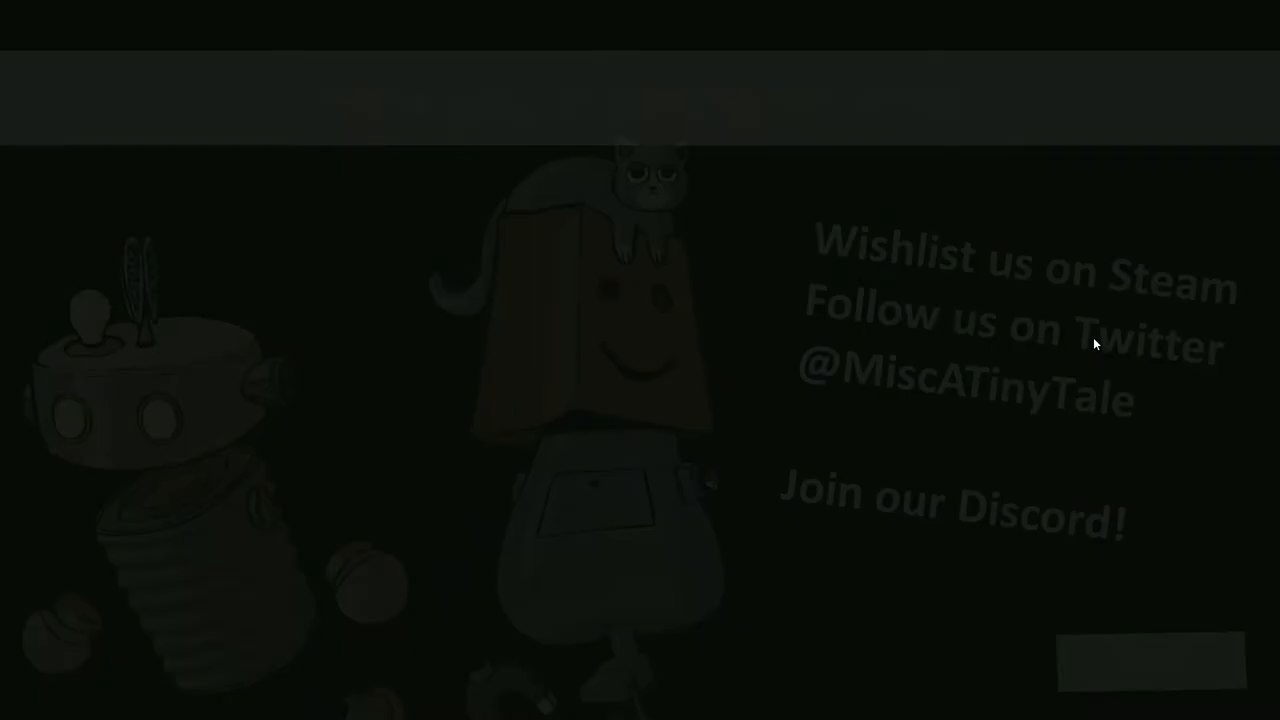 Wishlist us on Steam
Follow us on Twitter
@MiscATinyTale
Join our Discord!